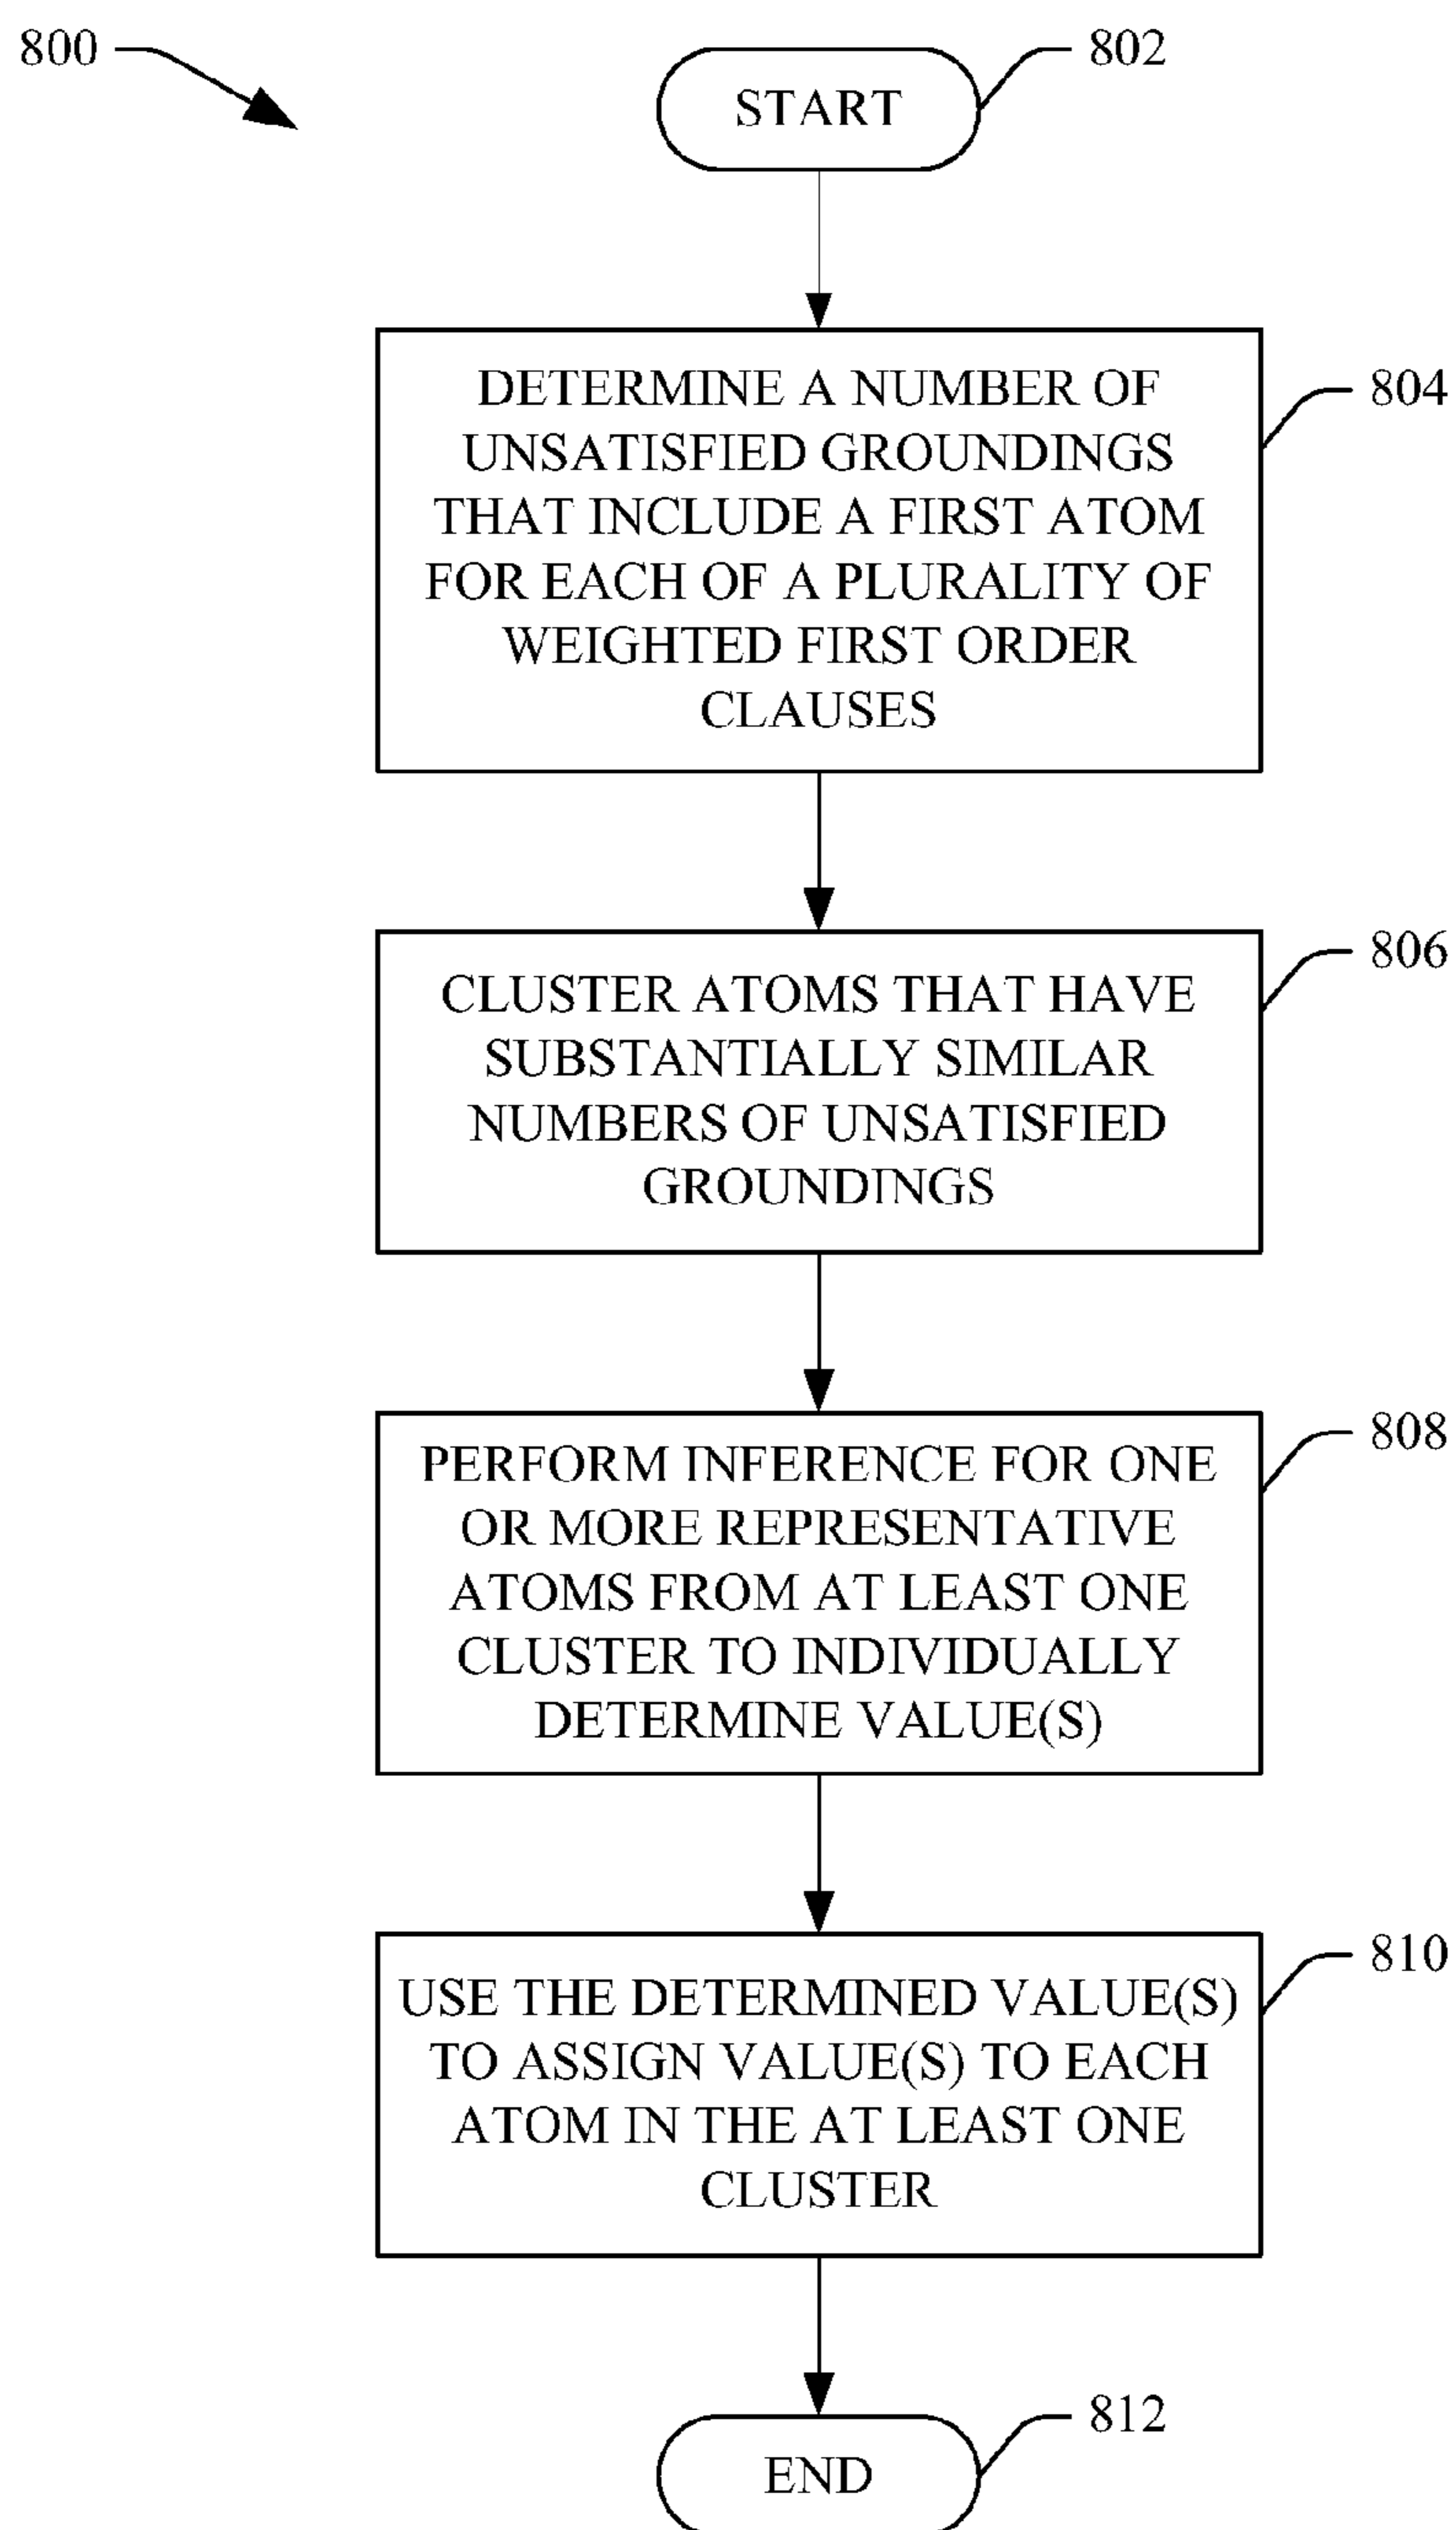 800
802
START
DETERMINE A NUMBER OF
UNSATISFIED GROUNDINGS
THAT INCLUDE A FIRST ATOM
FOR EACH OF A PLURALITY OF
WEIGHTED FIRST ORDER
CLAUSES
804
CLUSTER ATOMS THAT HAVE
SUBSTANTIALLY SIMILAR
NUMBERS OF UNSATISFIED
GROUNDINGS
806
PERFORM INFERENCE FOR ONE
OR MORE REPRESENTATIVE
ATOMS FROM AT LEAST ONE
CLUSTER TO INDIVIDUALLY
DETERMINE VALUE(S)
808
USE THE DETERMINED VALUE(S)
TO ASSIGN VALUE(S) TO EACH
ATOM IN THE AT LEAST ONE
CLUSTER
810
812
END